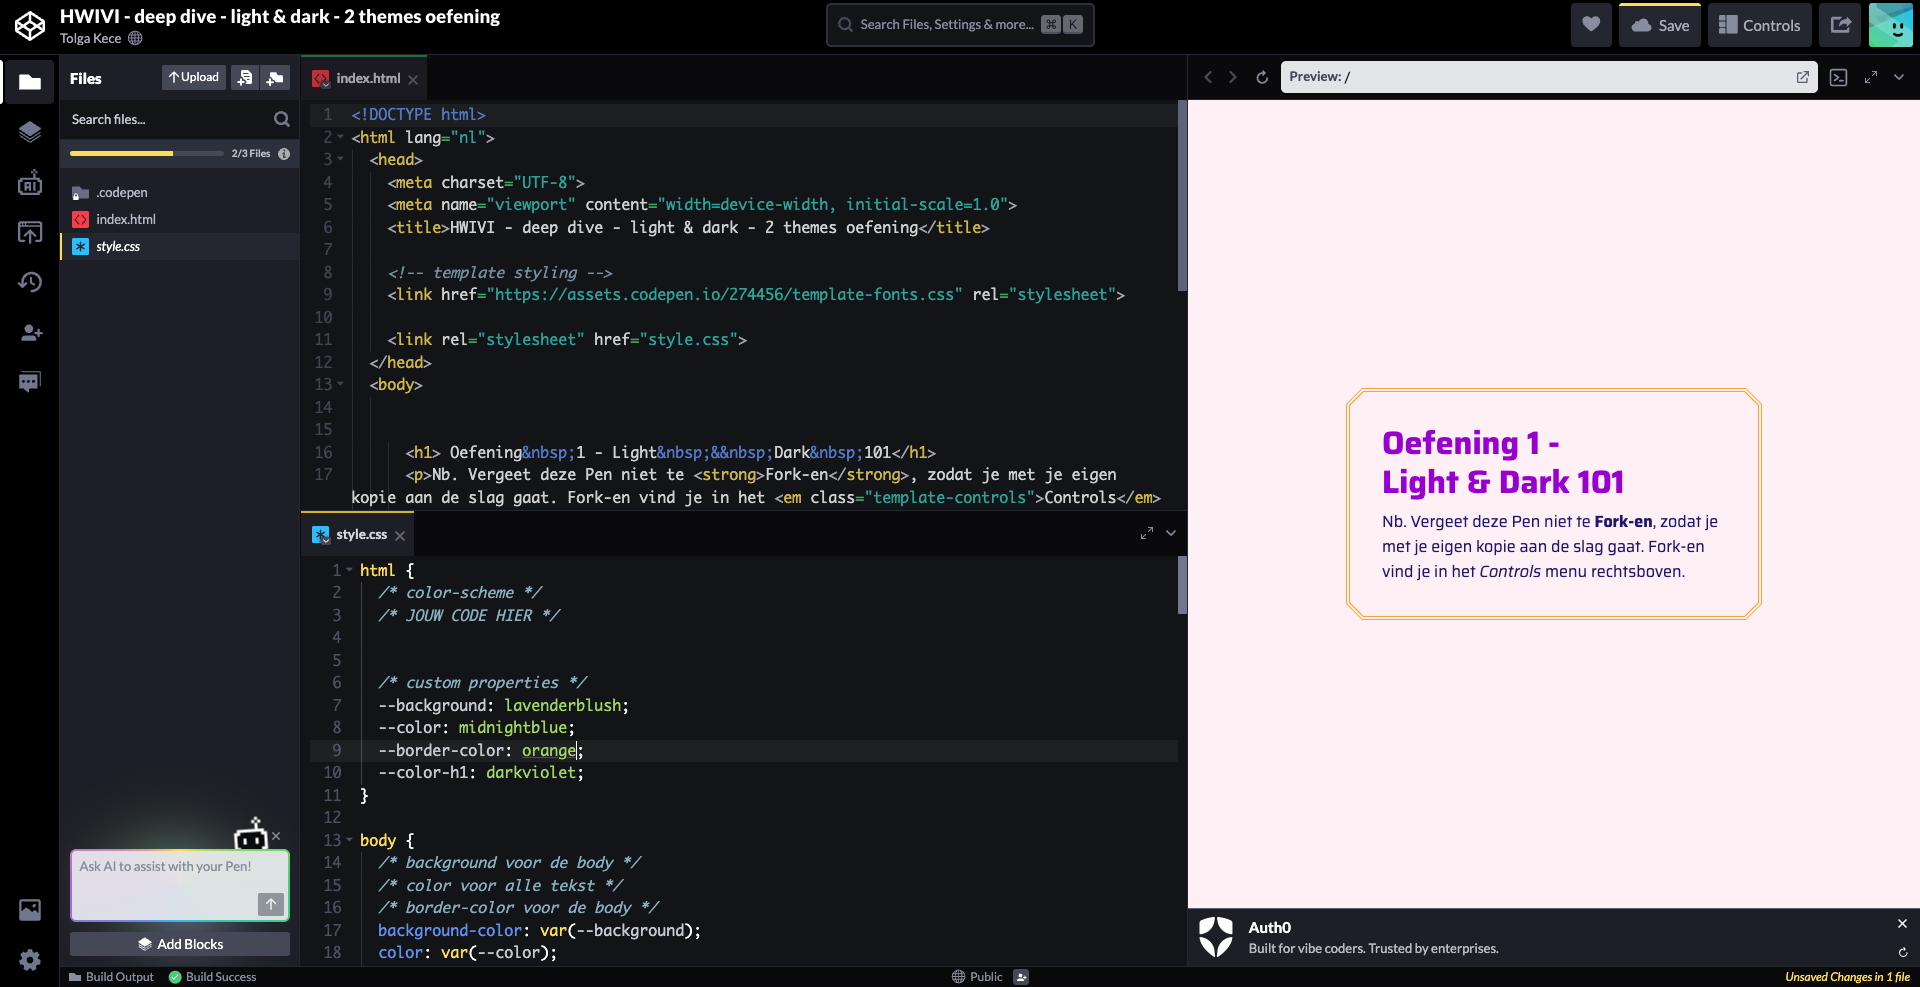 HWIVI - deep dive - light & dark - 2 themes oefening
Tolga Kece
Search Files, Settings & more... ⌘ K
Save
Controls
Files
Upload
Search files...
2/3 Files
.codepen
index.html
style.css
Ask AI to assist with your Pen!
Add Blocks
index.html
1 <!DOCTYPE html>
2 <html lang="nl">
3 <head>
4 <meta charset="UTF-8">
5 <meta name="viewport" content="width=device-width, initial-scale=1.0">
6 <title>HWIVI - deep dive - light & dark - 2 themes oefening</title>
7
8 <!-- template styling -->
9 <link href="https://assets.codepen.io/274456/template-fonts.css" rel="stylesheet">
10
11 <link rel="stylesheet" href="style.css">
12 </head>
13 <body>
14
15
16 <h1> Oefening&nbsp;1 - Light&nbsp;&&nbsp;Dark&nbsp;101</h1>
17 <p>Nb. Vergeet deze Pen niet te <strong>Fork-en</strong>, zodat je met je eigen
kopie aan de slag gaat. Fork-en vind je in het <em class="template-controls">Controls</em>
style.css
1 html {
2 /* color-scheme */
3 /* JOUW CODE HIER */
4
5
6 /* custom properties */
7 --background: lavenderblush;
8 --color: midnightblue;
9 --border-color: orange;
10 --color-h1: darkviolet;
11 }
12
13 body {
14 /* background voor de body */
15 /* color voor alle tekst */
16 /* border-color voor de body */
17 background-color: var(--background);
18 color: var(--color);
Preview: /
Oefening 1 -
Light & Dark 101
Nb. Vergeet deze Pen niet te Fork-en, zodat je
met je eigen kopie aan de slag gaat. Fork-en
vind je in het Controls menu rechtsboven.
Auth0
Built for vibe coders. Trusted by enterprises.
Build Output
Build Success
Public
Unsaved Changes in 1 file